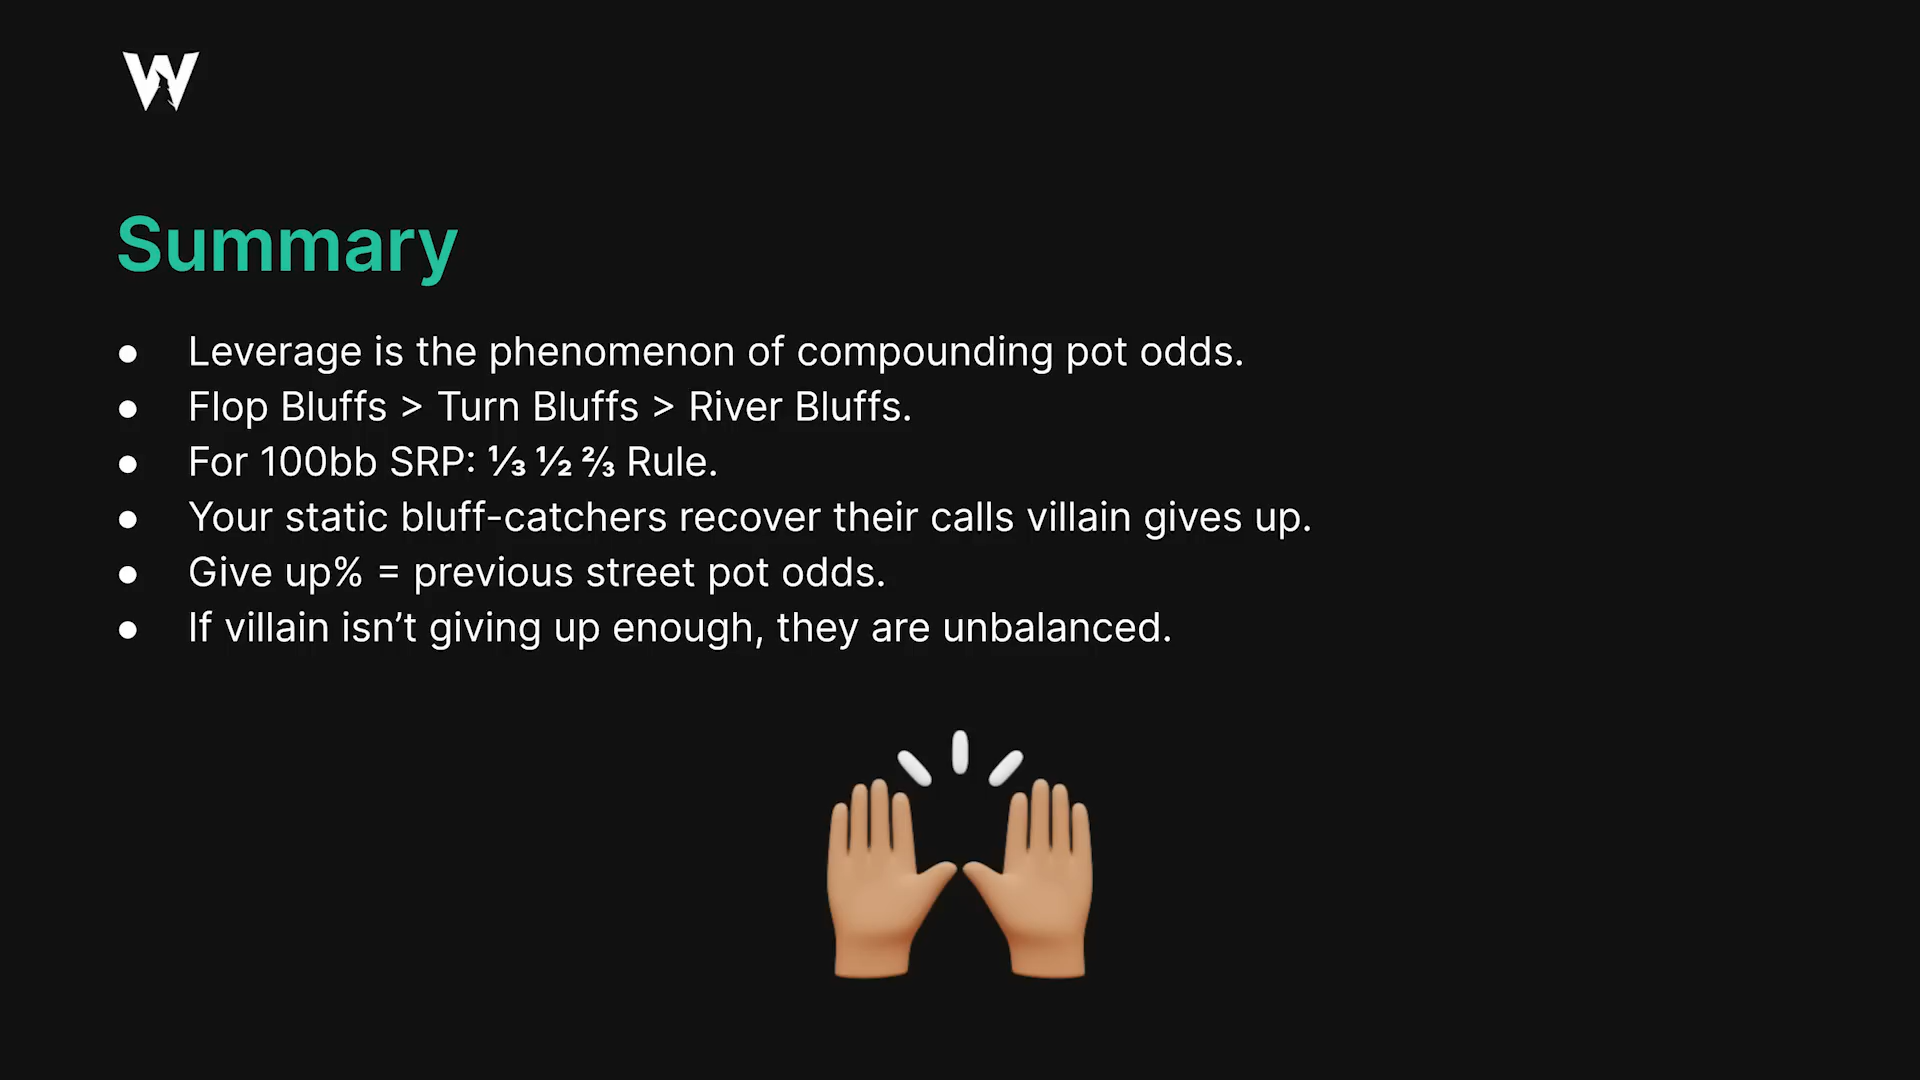 W
Summary
● Leverage is the phenomenon of compounding pot odds.
● Flop Bluffs > Turn Bluffs > River Bluffs.
● For 100bb SRP: ⅓ ½ ⅔ Rule.
● Your static bluff-catchers recover their calls villain gives up.
● Give up% = previous street pot odds.
● If villain isn’t giving up enough, they are unbalanced.